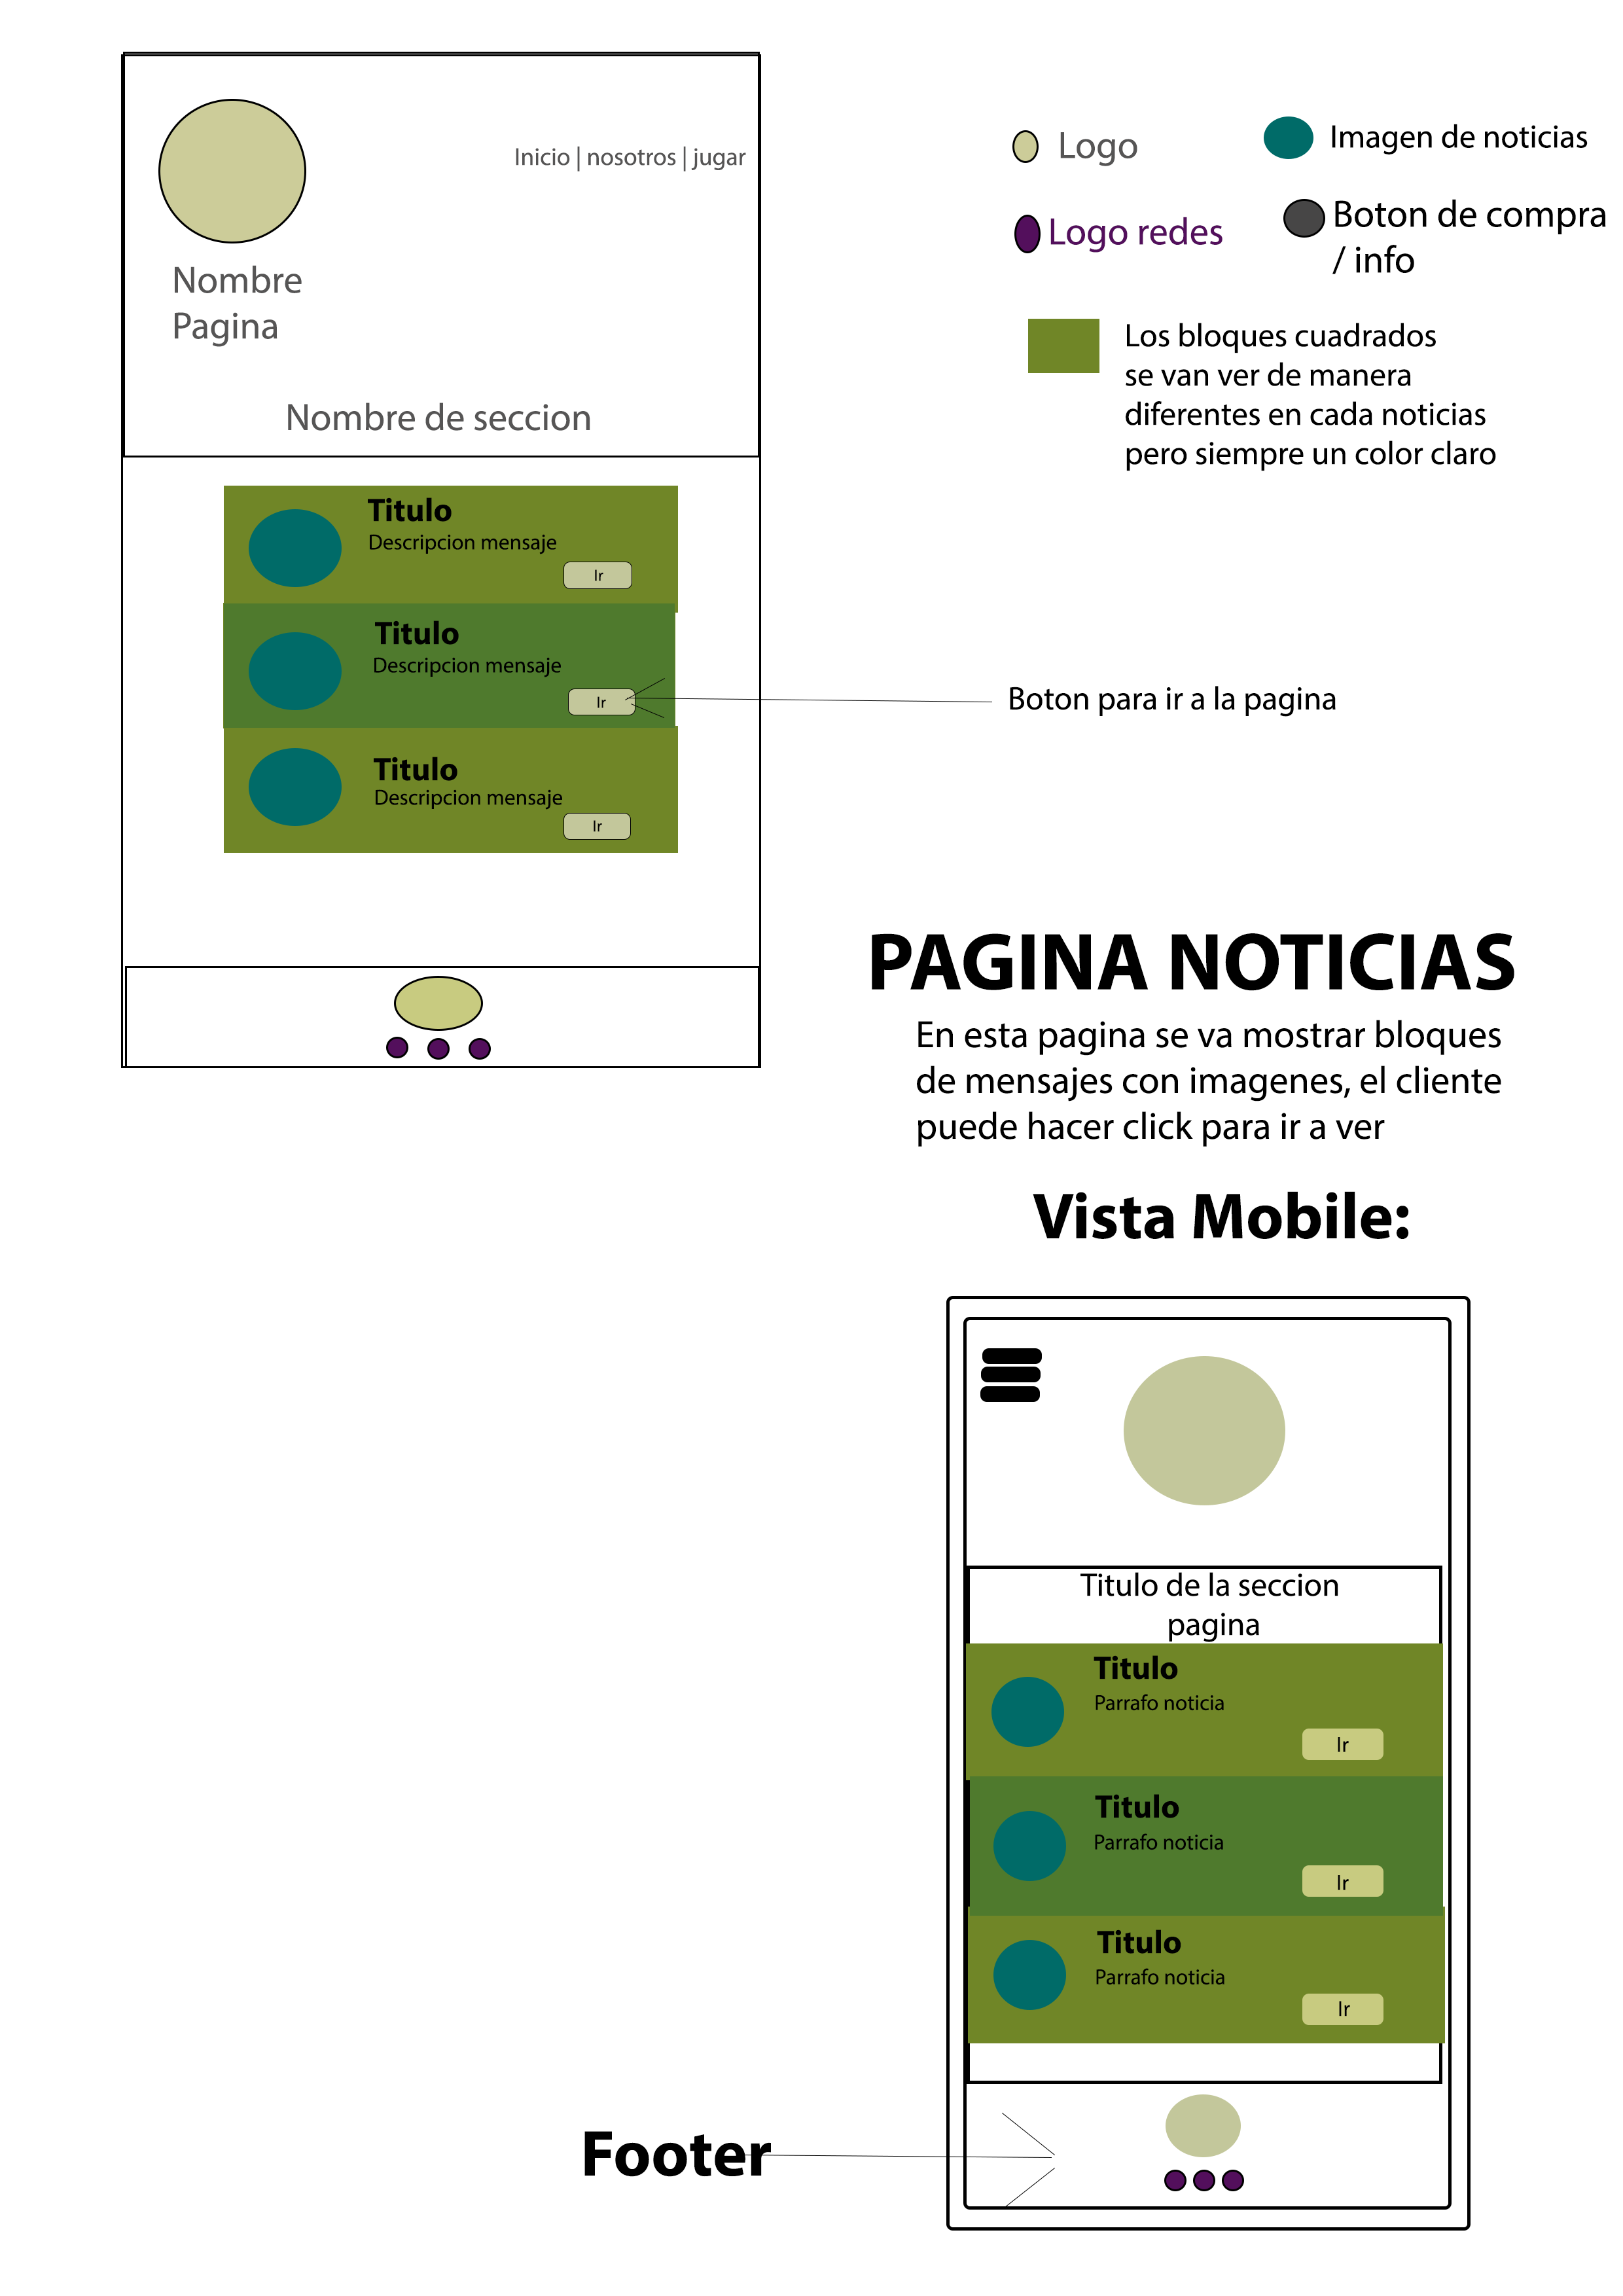 Inicio | nosotros | jugar
Nombre
Pagina
Nombre de seccion
Logo
Imagen de noticias
Logo redes
Boton de compra
/ info
Los bloques cuadrados
se van ver de manera
diferentes en cada noticias
pero siempre un color claro
Titulo
Descripcion mensaje
Ir
Titulo
Descripcion mensaje
Ir
Boton para ir a la pagina
Titulo
Descripcion mensaje
Ir
PAGINA NOTICIAS
En esta pagina se va mostrar bloques
de mensajes con imagenes, el cliente
puede hacer click para ir a ver
Vista Mobile:
Titulo de la seccion
pagina
Titulo
Parrafo noticia
Ir
Titulo
Parrafo noticia
Ir
Titulo
Parrafo noticia
Ir
Footer